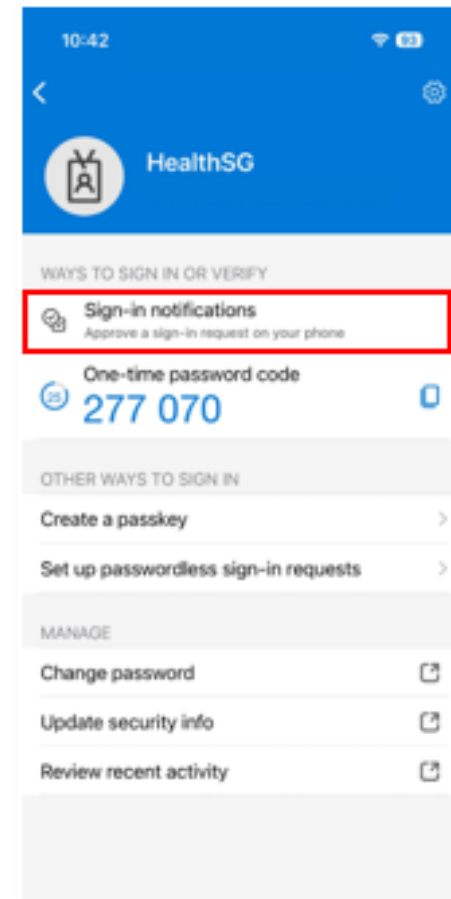 10:42
93
HealthSG
WAYS TO SIGN IN OR VERIFY
Sign-in notifications
Approve a sign-in request on your phone
One-time password code
25
277 070
OTHER WAYS TO SIGN IN
Create a passkey
Set up passwordless sign-in requests
MANAGE
Change password
Update security info
Review recent activity